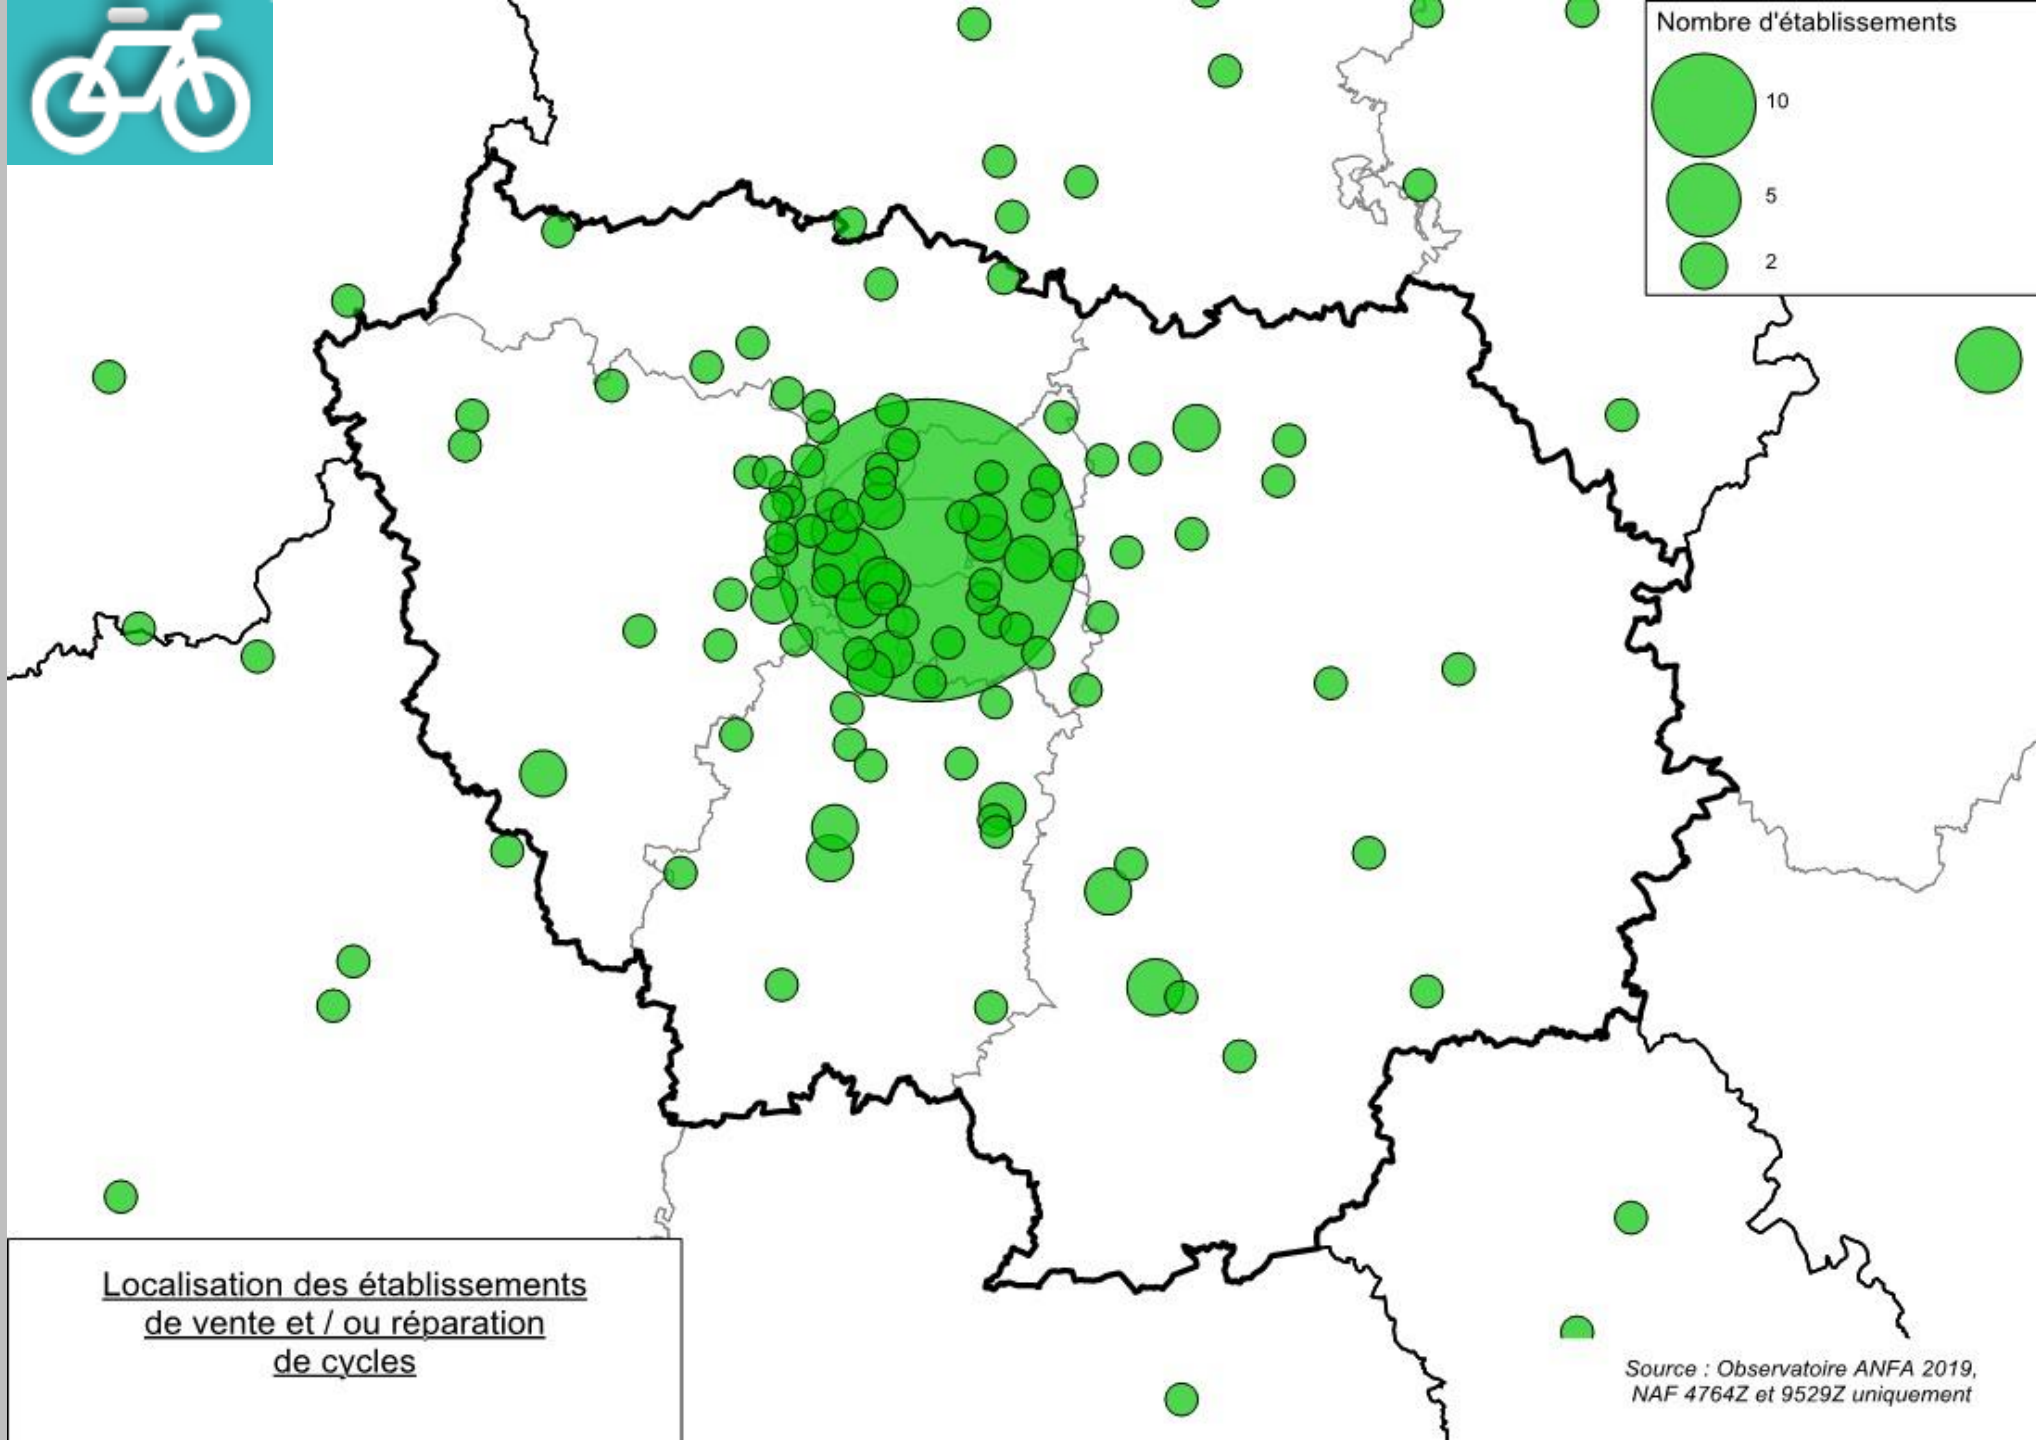 Nombre d'établissements
10
5
2
Localisation des établissements
de vente et / ou réparation
de cycles
Source : Observatoire ANFA 2019,
NAF 4764Z et 9529Z uniquement